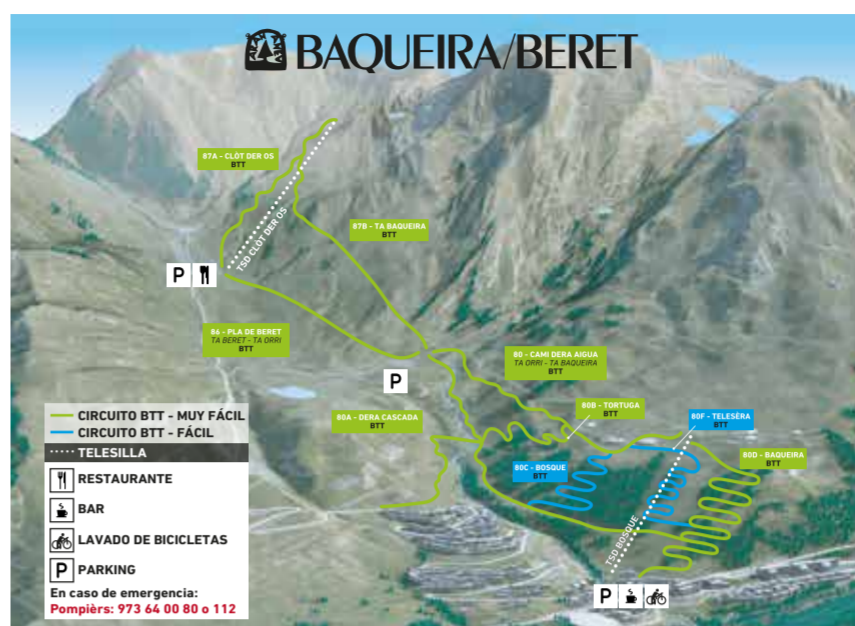 BAQUEIRA/BERET
87A - CLÒT DER OS
BTT
87B - TA BAQUEIRA
BTT
TSD CLÒT DER OS
P
86 - PLA DE BERET
TA BERET - TA ORRI
BTT
80 - CAMI DERA AIGUA
TA ORRI - TA BAQUEIRA
BTT
P
80B - TORTUGA
BTT
80A - DERA CASCADA
BTT
80F - TELESÈRA
BTT
80C - BOSQUE
BTT
80D - BAQUEIRA
BTT
TSD BOSQUE
P
CIRCUITO BTT - MUY FÁCIL
CIRCUITO BTT - FÁCIL
TELESILLA
RESTAURANTE
BAR
LAVADO DE BICICLETAS
P PARKING
En caso de emergencia:
Pompièrs: 973 64 00 80 o 112